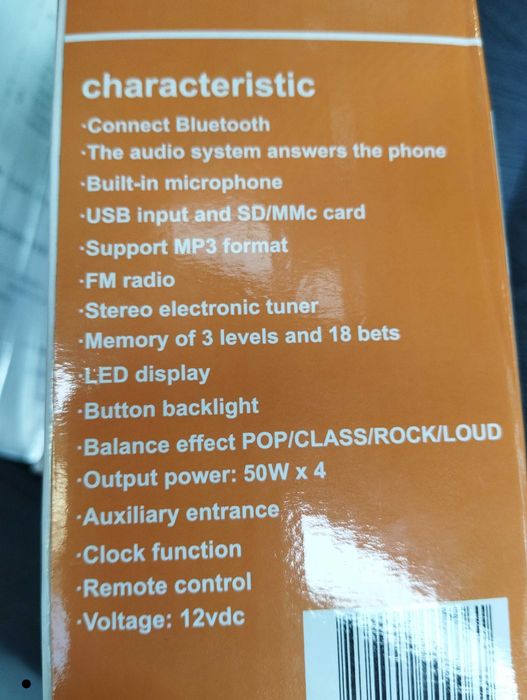 characteristic
·Connect Bluetooth
·The audio system answers the phone
·Built-in microphone
·USB input and SD/MMc card
·Support MP3 format
·FM radio
·Stereo electronic tuner
·Memory of 3 levels and 18 bets
·LED display
·Button backlight
·Balance effect POP/CLASS/ROCK/LOUD
·Output power: 50W x 4
·Auxiliary entrance
·Clock function
·Remote control
·Voltage: 12vdc